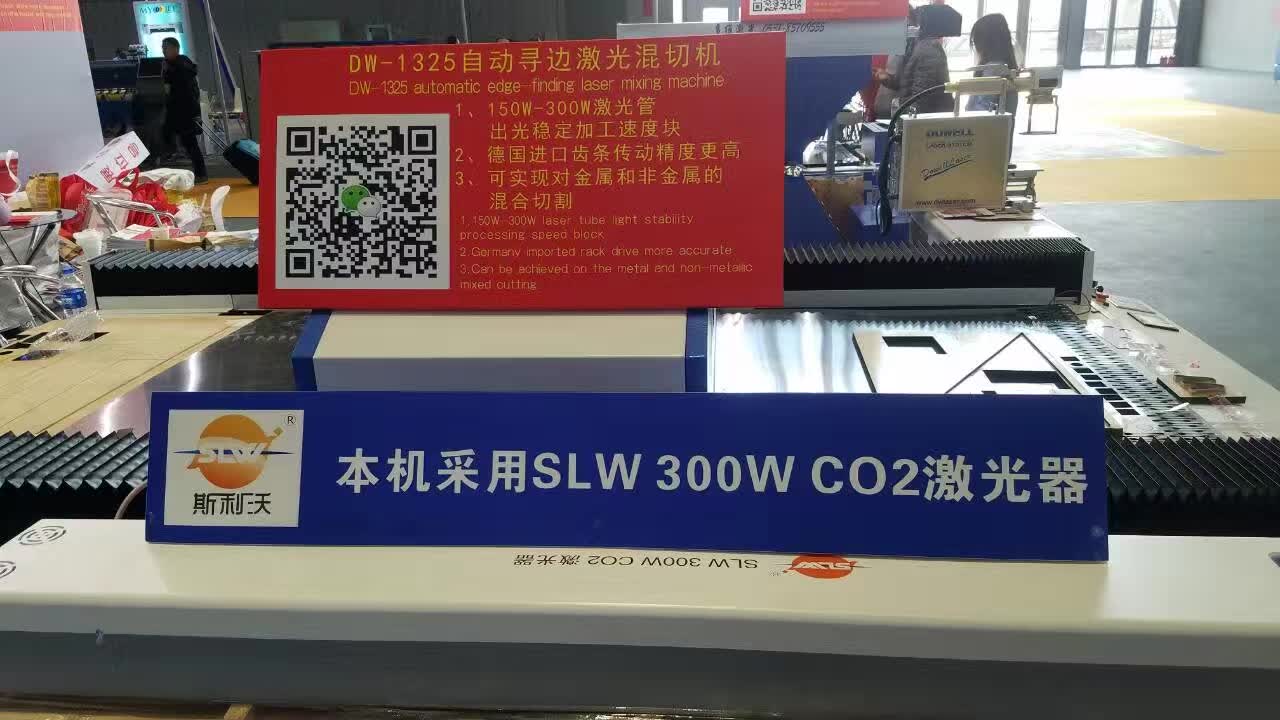 DW-1325自动寻边激光混切机
DW-1325 automatic edge-finding laser mixing machine
1、150W-300W激光管
出光稳定加工速度块
2、德国进口齿条传动精度更高
3、可实现对金属和非金属的
混合切割
1.150W-300W laser tube light stability
processing speed block
2.Germany imported rack drive more accurate
3.Can be achieved on the metal and non-metallic
mixed cutting
DOWELL
www.dwlaser.com
SLW
®
斯利沃
本机采用SLW 300W CO2激光器
SLW 300W CO2 激光器
SLW